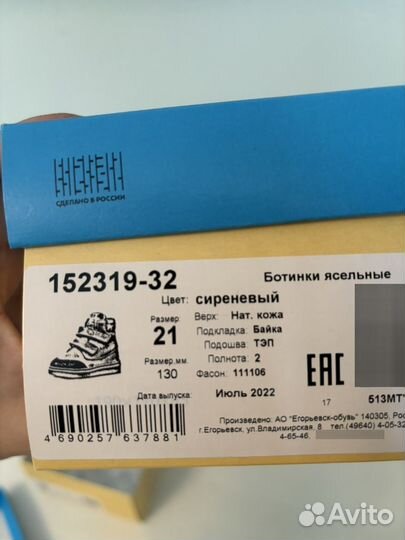 СДЕЛАНО В РОССИИ
152319-32
Ботинки ясельные
Цвет: сиреневый
Размер: Верх: Нат. кожа
21 Подкладка: Байка
Подошва: ТЭП
Размер,мм. Полнота: 2
130 Фасон: 111106
EAC
Дата выпуска: Июль 2022
17 513МТ
4 690257 637881
Произведено: АО "Егорьевск-обувь" 140305, Рос
г.Егорьевск, ул.Владимирская, 8 тел.(49640) 4-05-32
4-65-46,
Avito